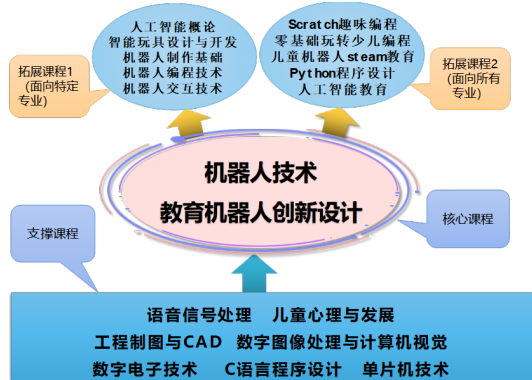 人工智能概论
智能玩具设计与开发
机器人制作基础
机器人编程技术
机器人交互技术
Scratch趣味编程
零基础玩转少儿编程
儿童机器人steam教育
Python程序设计
人工智能教育
拓展课程1
(面向特定
专业)
拓展课程2
(面向所有
专业)
机器人技术
教育机器人创新设计
支撑课程
核心课程
语音信号处理 儿童心理与发展
工程制图与CAD 数字图像处理与计算机视觉
数字电子技术 C语言程序设计 单片机技术